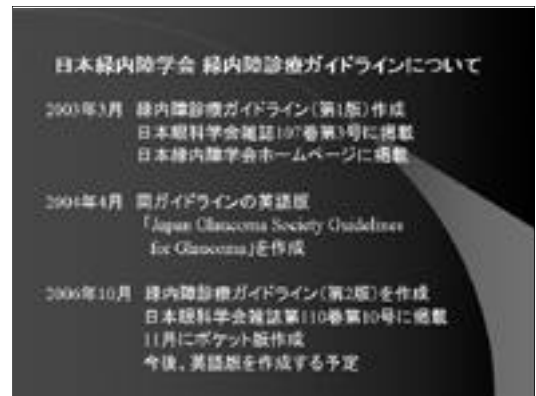 日本緑内障学会 緑内障診療ガイドラインについて
2003年3月 緑内障診療ガイドライン(第1版)作成
日本眼科学会雑誌107巻第3号に掲載
日本緑内障学会ホームページに掲載
2004年4月 同ガイドラインの英語版
「Japan Glaucoma Society Guidelines
for Glaucoma」を作成
2006年10月 緑内障診療ガイドライン(第2版)を作成
日本眼科学会雑誌第110巻第10号に掲載
11月にポケット版作成
今後、英語版を作成する予定